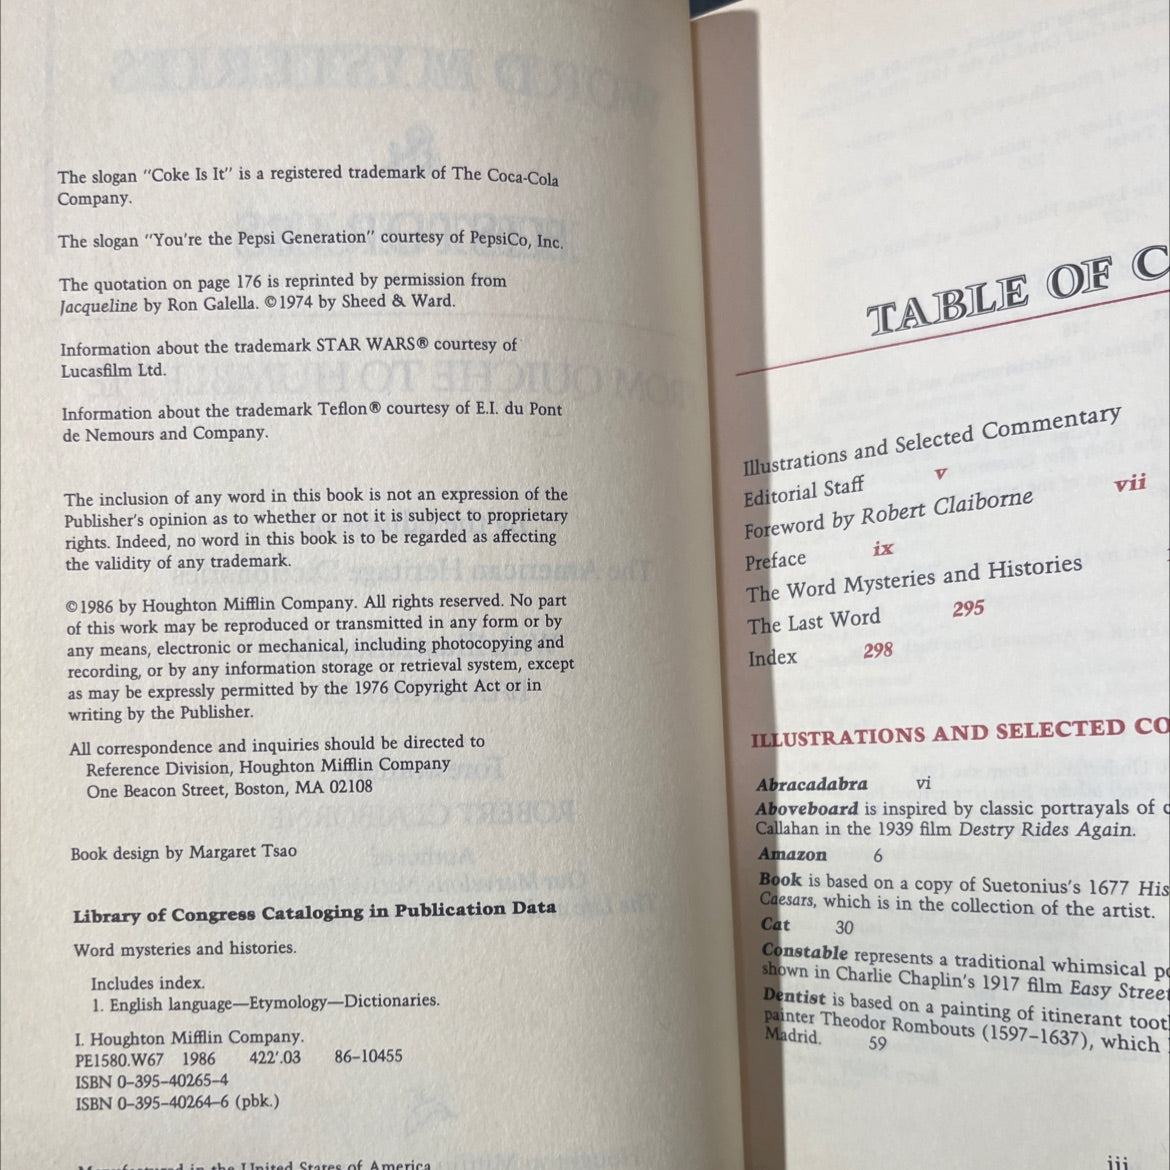 The slogan “Coke Is It” is a registered trademark of The Coca-Cola
Company.
The slogan “You’re the Pepsi Generation” courtesy of PepsiCo, Inc.
The quotation on page 176 is reprinted by permission from
Jacqueline by Ron Galella. ©1974 by Sheed & Ward.
Information about the trademark STAR WARS® courtesy of
Lucasfilm Ltd.
Information about the trademark Teflon® courtesy of E.I. du Pont
de Nemours and Company.
The inclusion of any word in this book is not an expression of the
Publisher’s opinion as to whether or not it is subject to proprietary
rights. Indeed, no word in this book is to be regarded as affecting
the validity of any trademark.
©1986 by Houghton Mifflin Company. All rights reserved. No part
of this work may be reproduced or transmitted in any form or by
any means, electronic or mechanical, including photocopying and
recording, or by any information storage or retrieval system, except
as may be expressly permitted by the 1976 Copyright Act or in
writing by the Publisher.
All correspondence and inquiries should be directed to
Reference Division, Houghton Mifflin Company
One Beacon Street, Boston, MA 02108
Book design by Margaret Tsao
Library of Congress Cataloging in Publication Data
Word mysteries and histories.
Includes index.
1. English language—Etymology—Dictionaries.
I. Houghton Mifflin Company.
PE1580.W67 1986 422′.03 86–10455
ISBN 0–395–40265–4
ISBN 0–395–40264–6 (pbk.)
Manufactured in the United States of America
TABLE OF C
Illustrations and Selected Commentary
Editorial Staff v
Foreword by Robert Claiborne vii
Preface ix
The Word Mysteries and Histories
The Last Word 295
Index 298
ILLUSTRATIONS AND SELECTED CO
Abracadabra vi
Aboveboard is inspired by classic portrayals of
Callahan in the 1939 film Destry Rides Again.
Amazon 6
Book is based on a copy of Suetonius’s 1677 His
Caesars, which is in the collection of the artist.
Cat 30
Constable represents a traditional whimsical po
shown in Charlie Chaplin’s 1917 film Easy Street
Dentist is based on a painting of itinerant toot
painter Theodor Rombouts (1597–1637), which
Madrid. 59
iii